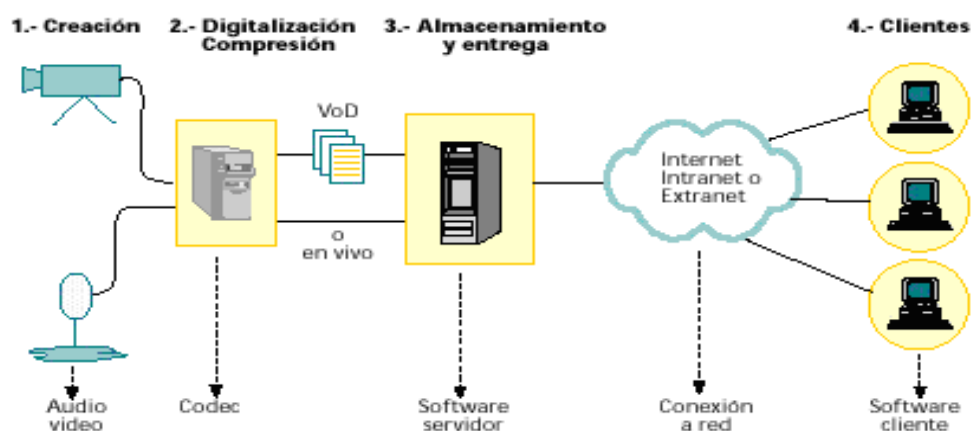 1.- Creación
2.- Digitalización
Compresión
3.- Almacenamiento
y entrega
4.- Clientes
VoD
o
en vivo
Internet
Intranet o
Extranet
Audio
video
Codec
Software
servidor
Conexión
a red
Software
cliente